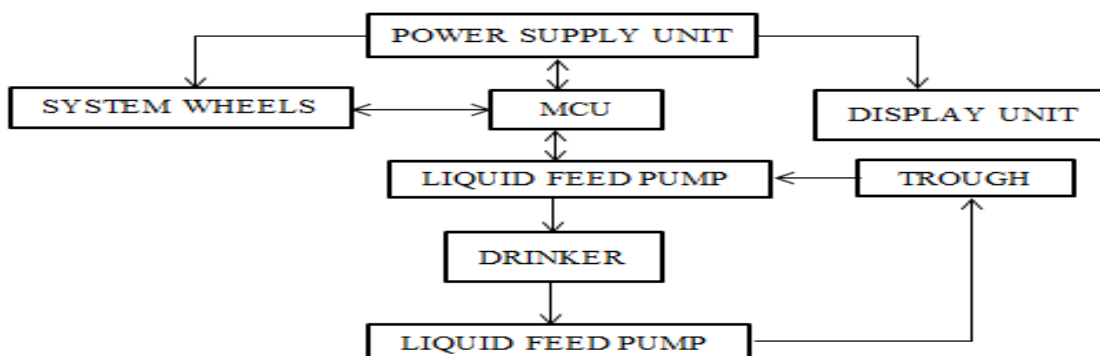 POWER SUPPLY UNIT
SYSTEM WHEELS
MCU
DISPLAY UNIT
LIQUID FEED PUMP
TROUGH
DRINKER
LIQUID FEED PUMP